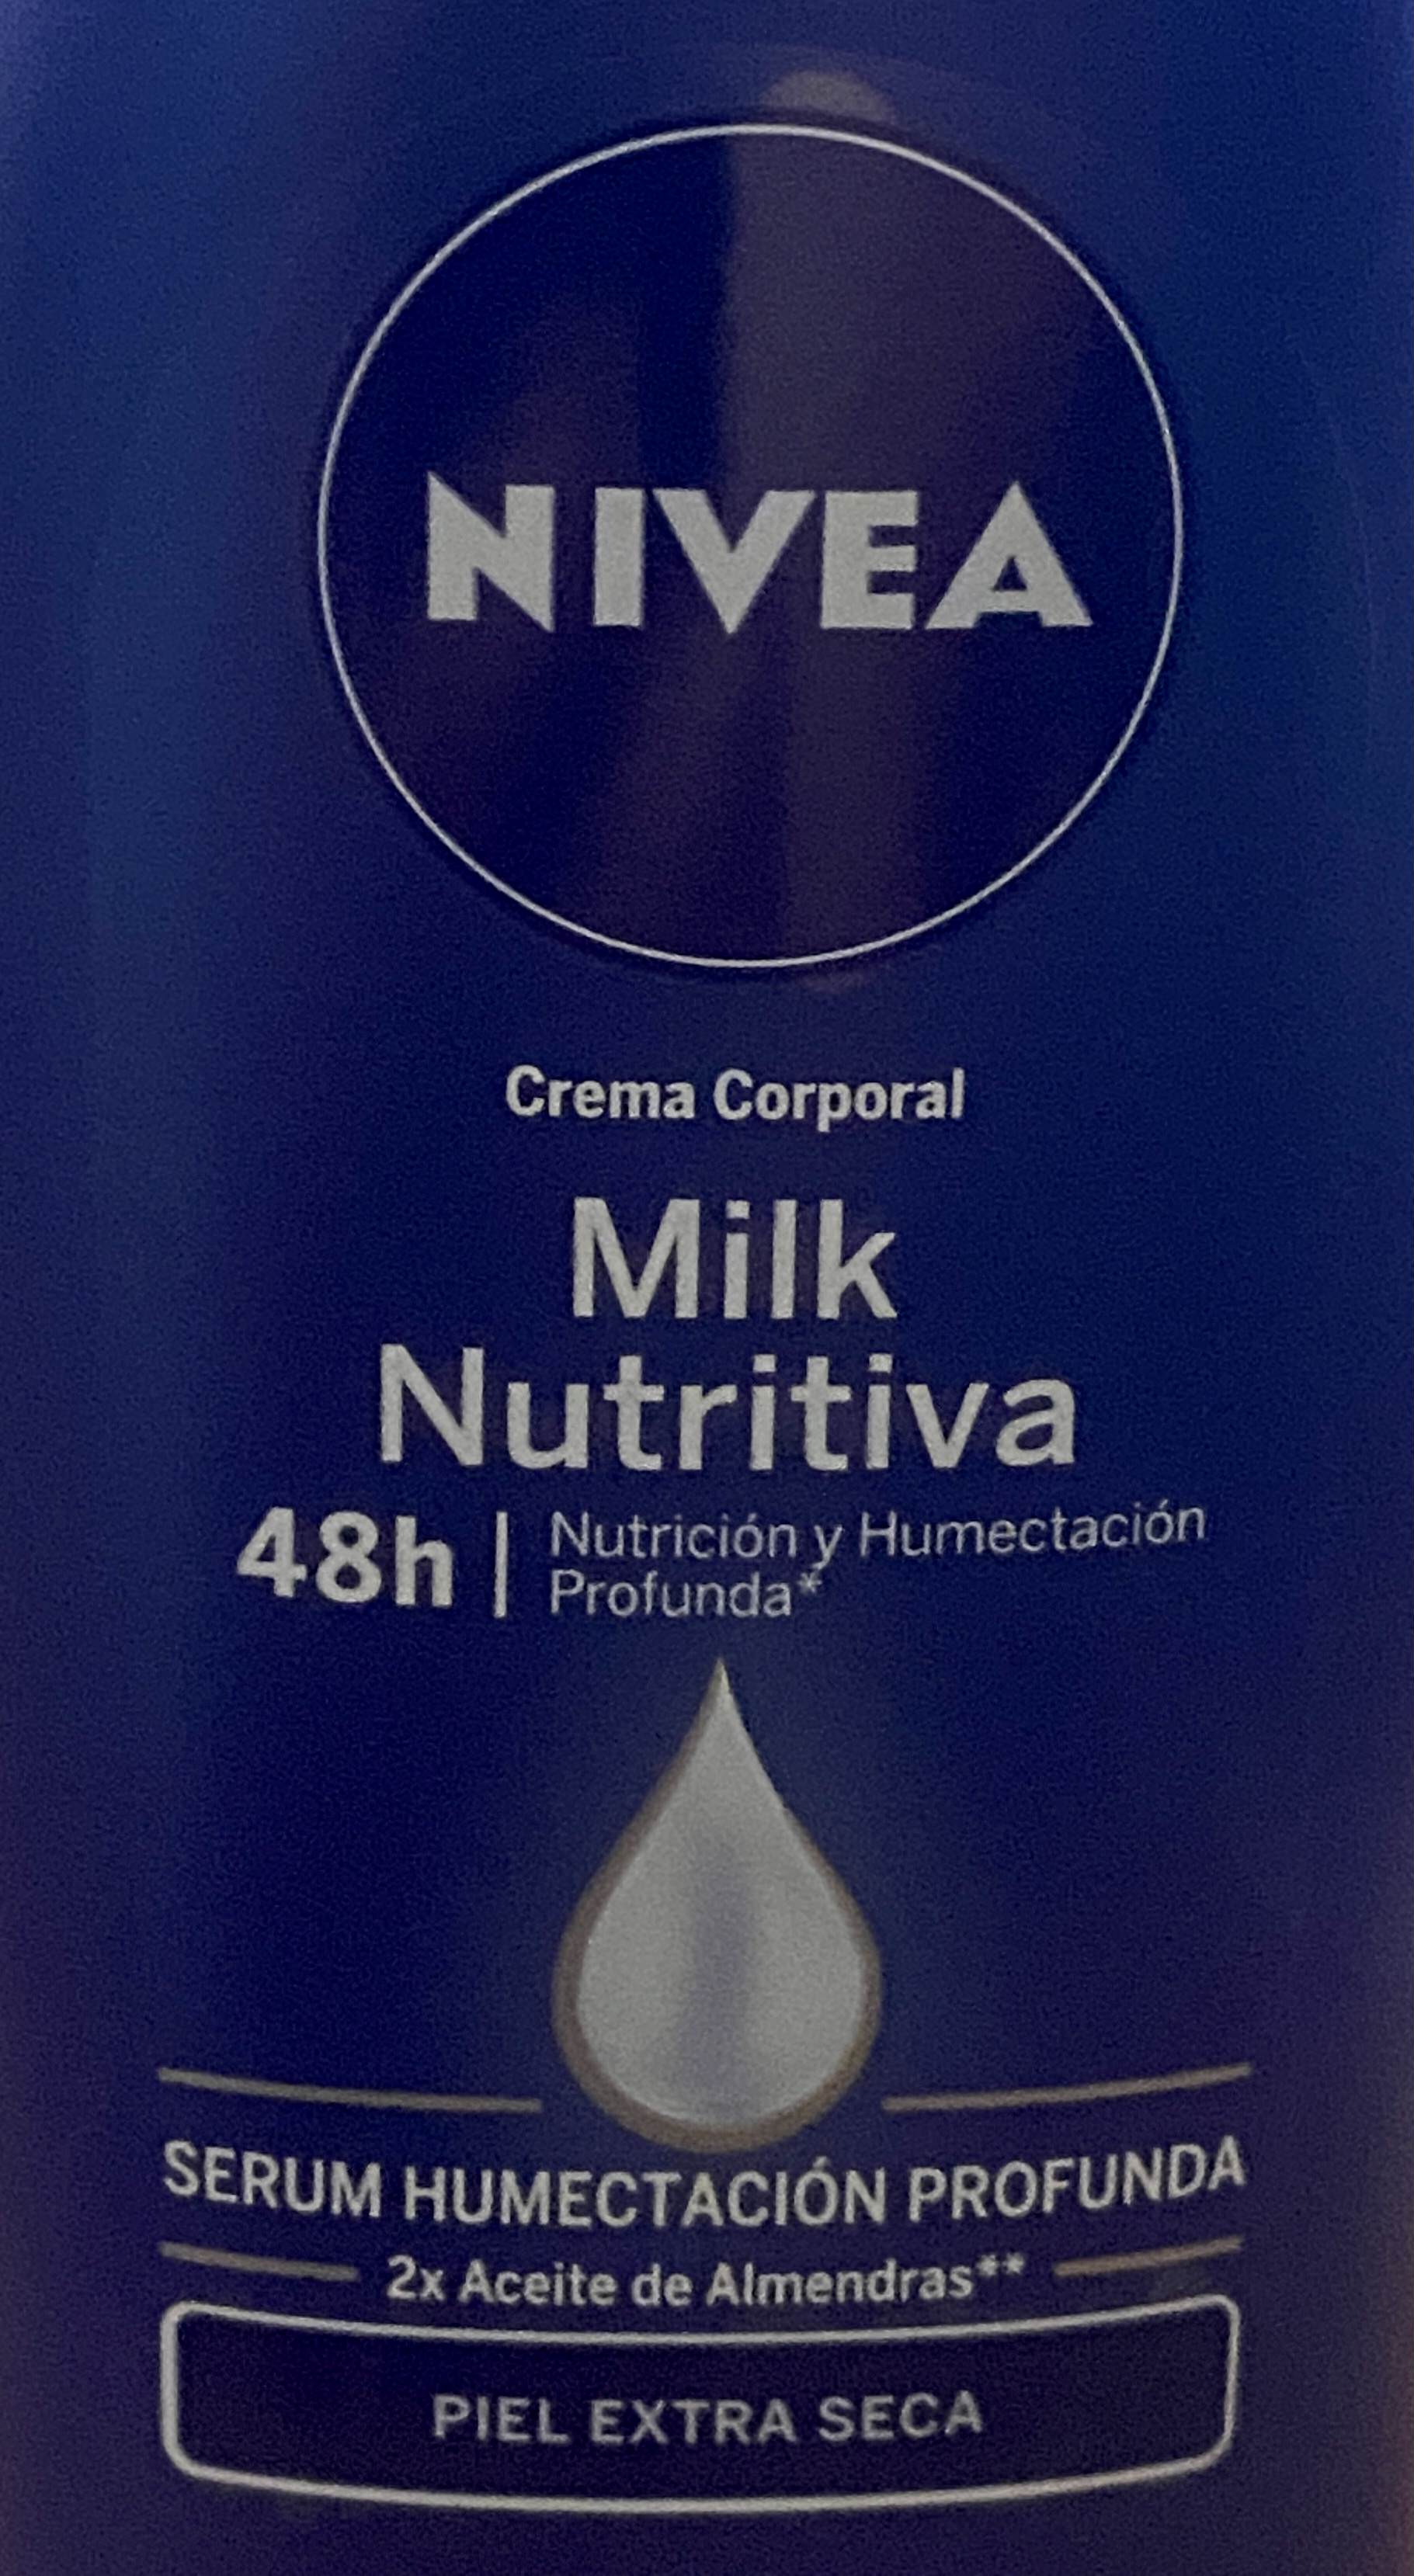 NIVEA
Crema Corporal
Milk
Nutritiva
48h | Nutrición y Humectación
Profunda*
SERUM HUMECTACIÓN PROFUNDA
2x Aceite de Almendras**
PIEL EXTRA SECA